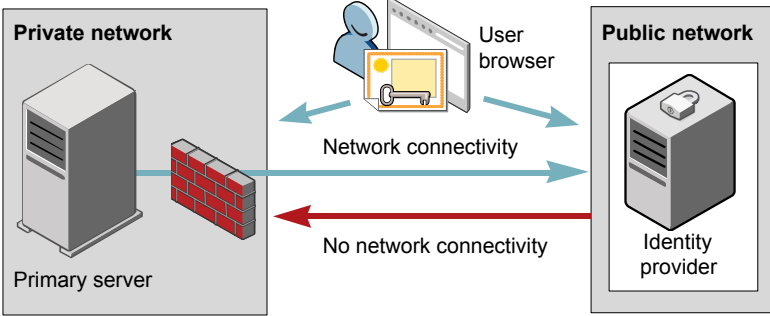 Private network
User
browser
Public network
Network connectivity
No network connectivity
Primary server
Identity
provider